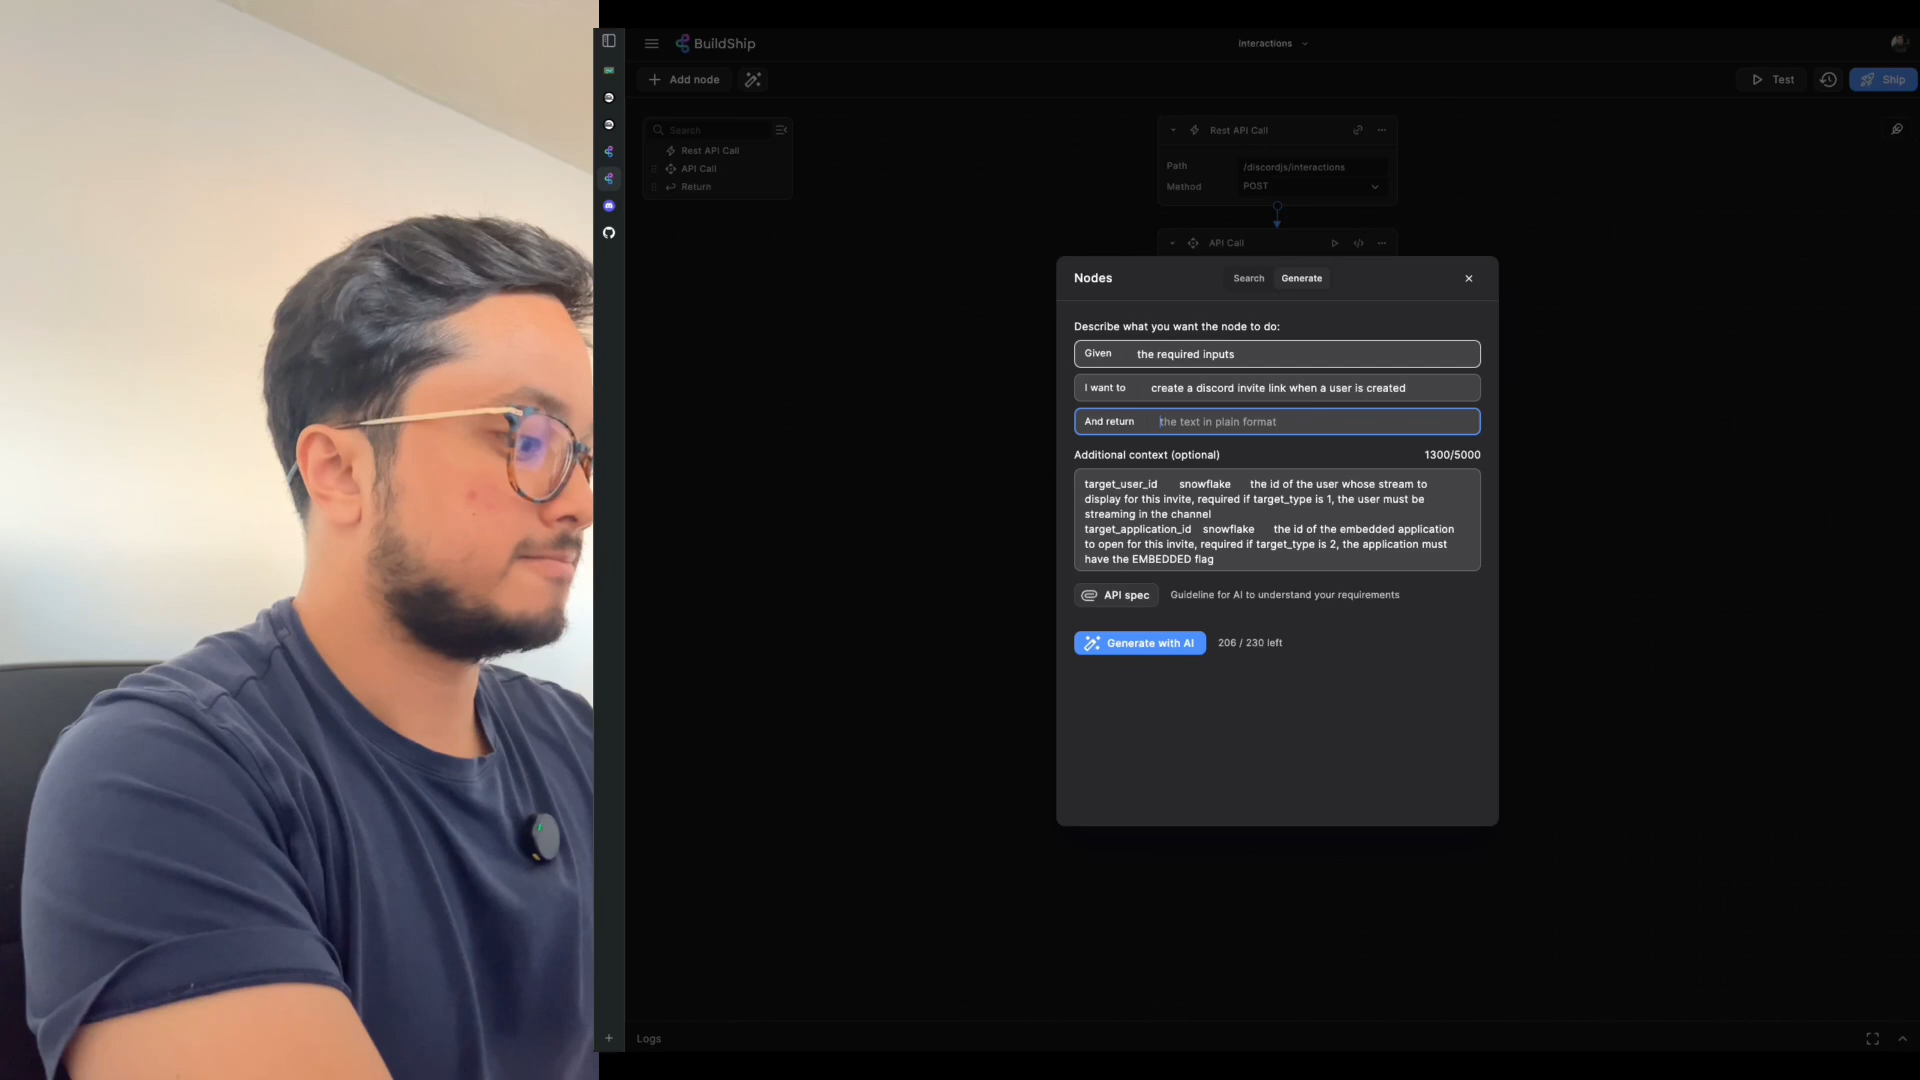 BuildShip
Interactions
Add node
Test
Ship
Search
Rest API Call
API Call
Return
Rest API Call
Path
/discordjs/interactions
Method
POST
API Call
Nodes
Search
Generate
Describe what you want the node to do:
Given the required inputs
I want to create a discord invite link when a user is created
And return the text in plain format
Additional context (optional)
1300/5000
target_user_id snowflake the id of the user whose stream to
display for this invite, required if target_type is 1, the user must be
streaming in the channel
target_application_id snowflake the id of the embedded application
to open for this invite, required if target_type is 2, the application must
have the EMBEDDED flag
API spec
Guideline for AI to understand your requirements
Generate with AI
206 / 230 left
Logs